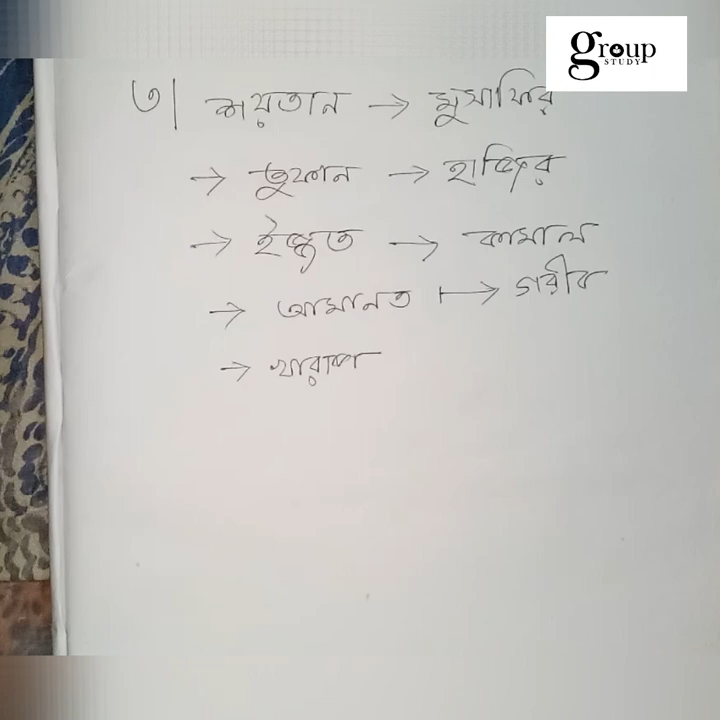 group
STUDY
৩| শয়তান → মুসাফির
→ তুফান → হাজির
→ ইজ্জত → কামাল
→ আমানত → গরীব
→ খারাপ